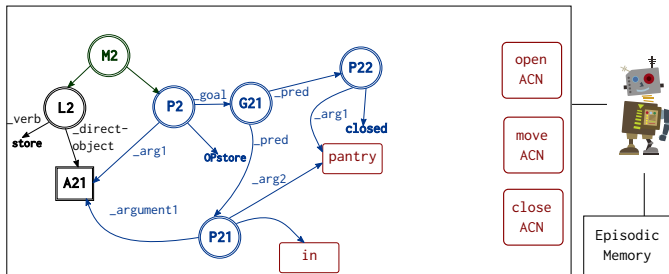 M2
P22
open
ACN
L2
P2
_goal
G21
_pred
_verb
store
_direct-
object
_arg1
closed
_arg1
OPstore
_pred
pantry
move
ACN
A21
_arg2
_argument1
P21
in
close
ACN
Episodic
Memory